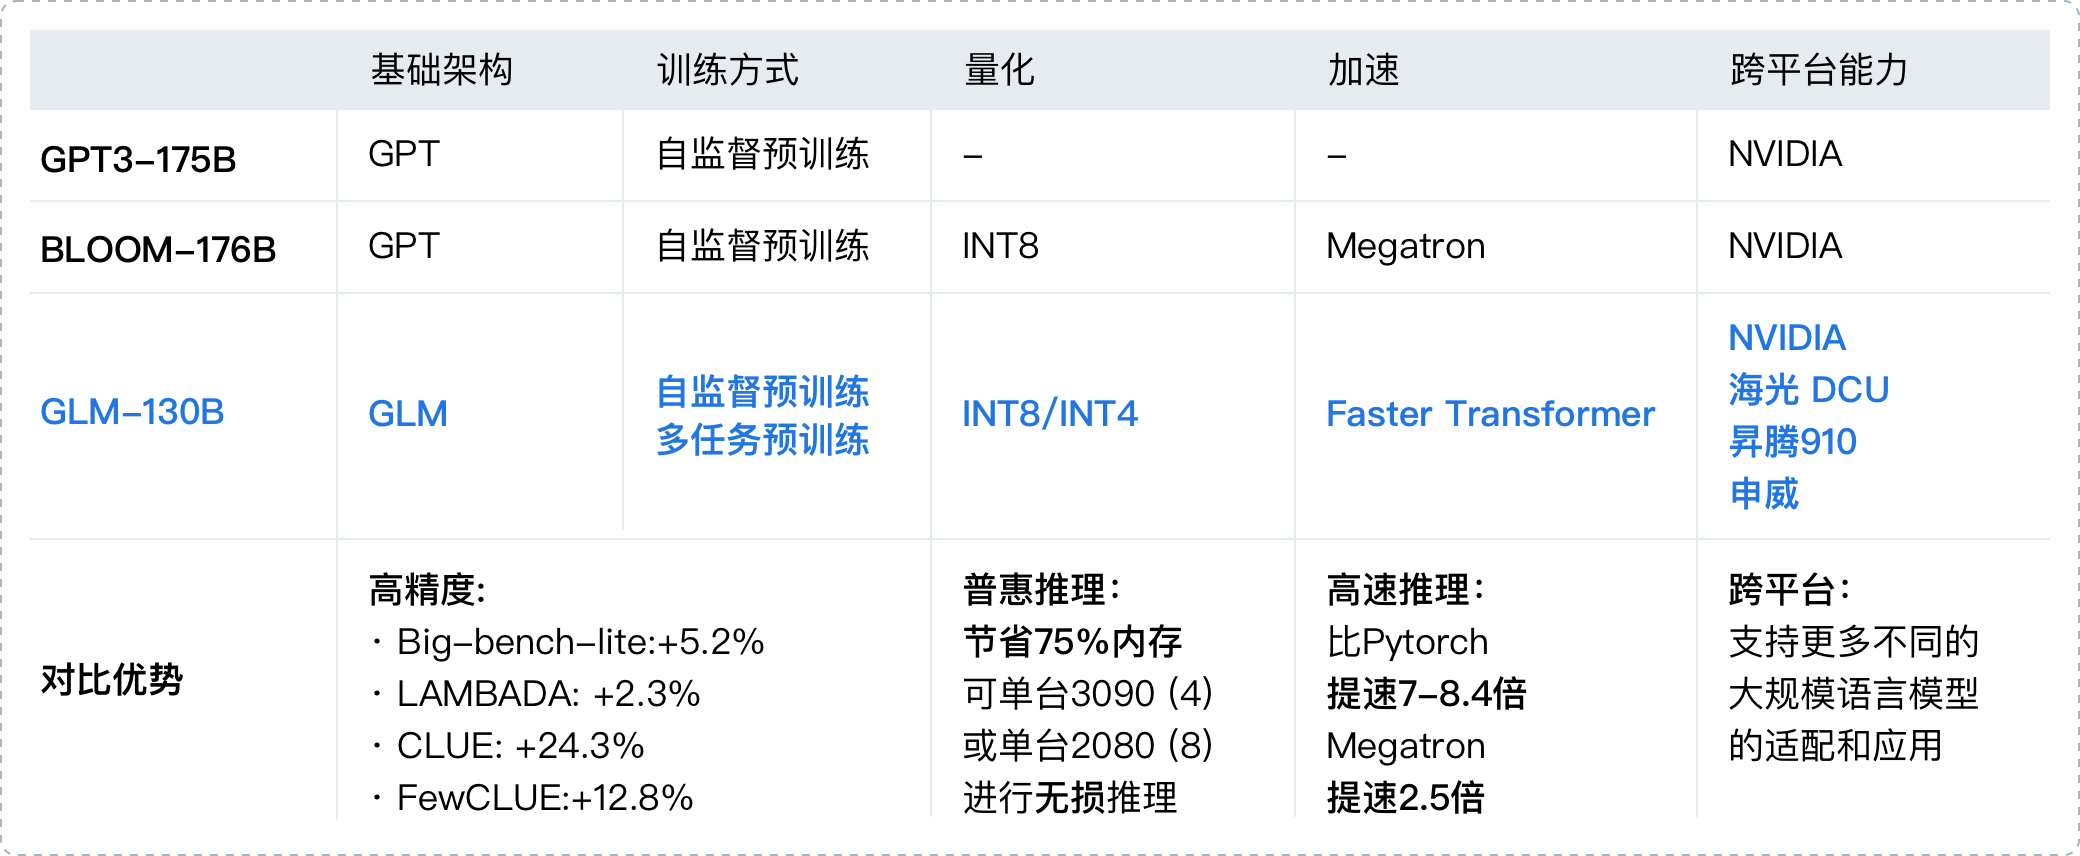 基础架构 训练方式 量化 加速 跨平台能力
GPT3-175B GPT 自监督预训练 - - NVIDIA
BLOOM-176B GPT 自监督预训练 INT8 Megatron NVIDIA
GLM-130B GLM 自监督预训练 多任务预训练 INT8/INT4 Faster Transformer NVIDIA 海光 DCU 昇腾910 申威
对比优势
高精度:
· Big-bench-lite:+5.2%
· LAMBADA: +2.3%
· CLUE: +24.3%
· FewCLUE:+12.8%
普惠推理:
节省75%内存
可单台3090 (4)
或单台2080 (8)
进行无损推理
高速推理:
比Pytorch
提速7-8.4倍
Megatron
提速2.5倍
跨平台:
支持更多不同的
大规模语言模型
的适配和应用